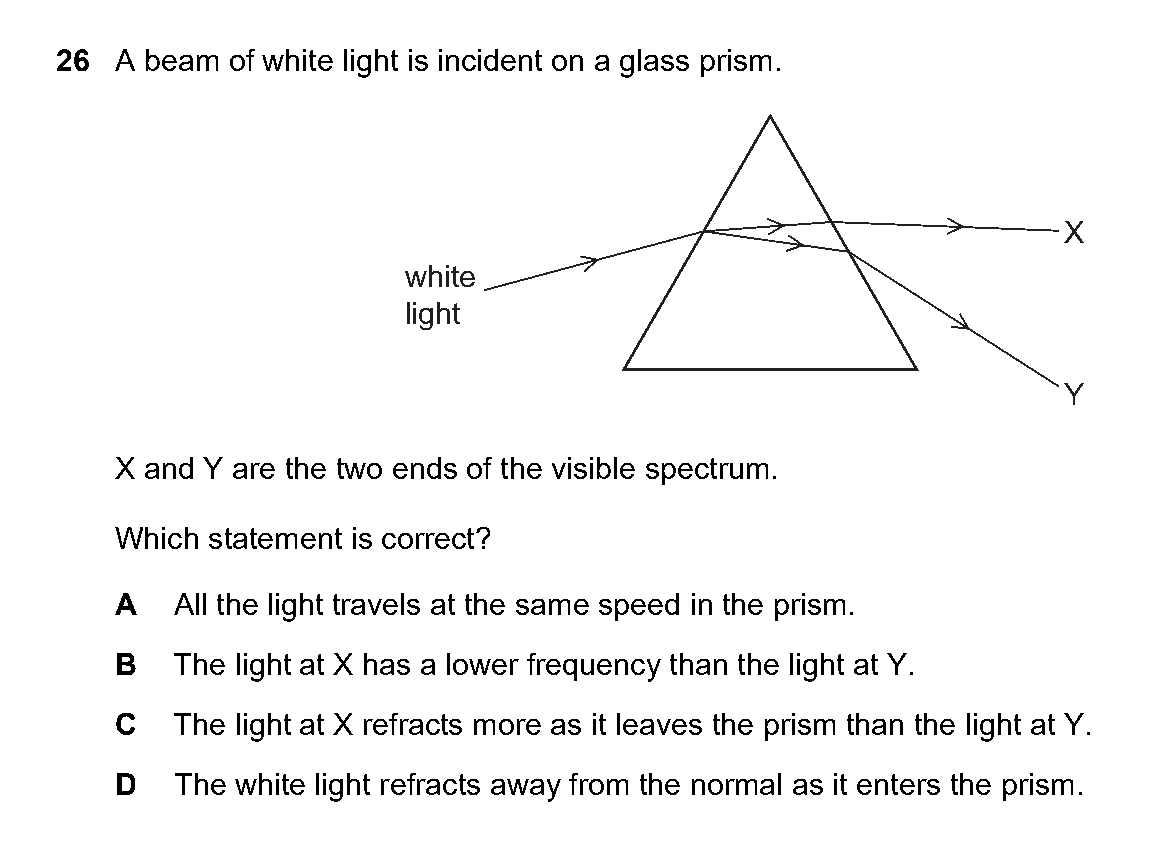 26 A beam of white light is incident on a glass prism.
white
light
X
Y
X and Y are the two ends of the visible spectrum.
Which statement is correct?
A All the light travels at the same speed in the prism.
B The light at X has a lower frequency than the light at Y.
C The light at X refracts more as it leaves the prism than the light at Y.
D The white light refracts away from the normal as it enters the prism.